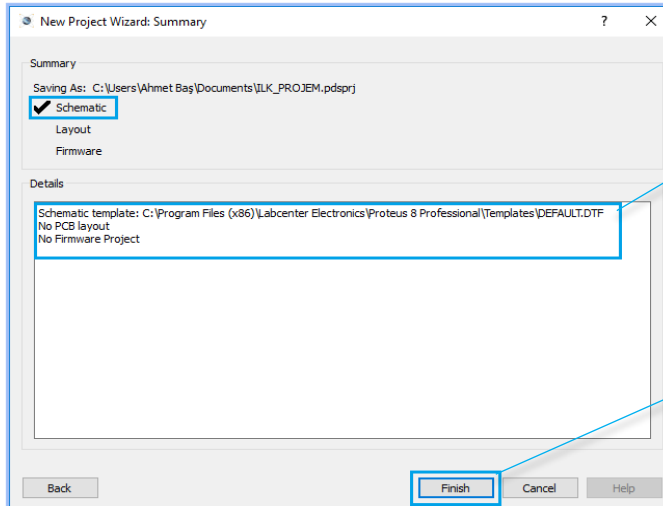 New Project Wizard: Summary
Summary
Saving As: C:\Users\Ahmet Baş\Documents\ILK_PROJEM.pdsprj
Schematic
Layout
Firmware
Details
Schematic template: C:\Program Files (x86)\Labcenter Electronics\Proteus 8 Professional\Templates\DEFAULT.DTF
No PCB layout
No Firmware Project
Back Finish Cancel Help